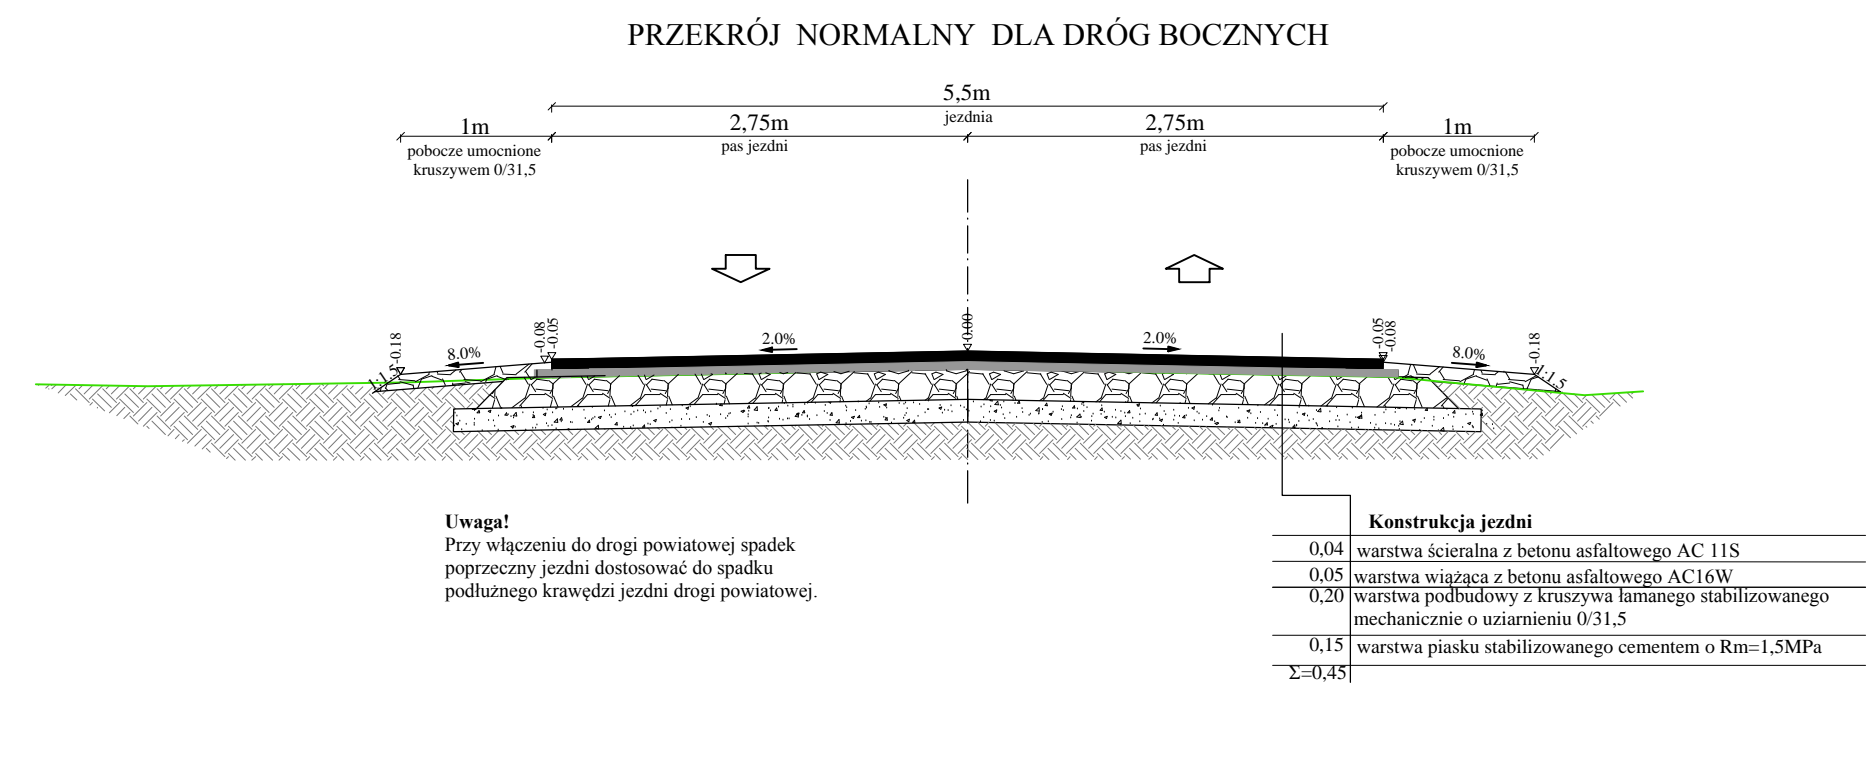 PRZEKRÓJ NORMALNY DLA DRÓG BOCZNYCH
5,5m
jezdnia
1m
2,75m
2,75m
1m
pobocze umocnione
kruszywem 0/31,5
pas jezdni
pas jezdni
pobocze umocnione
kruszywem 0/31,5
-0.18
-0.08
-0.05
0.00
-0.05
-0.08
-0.18
1:1,5
8.0%
2.0%
2.0%
8.0%
1:1,5
Uwaga!
Przy włączeniu do drogi powiatowej spadek
poprzeczny jezdni dostosować do spadku
podłużnego krawędzi jezdni drogi powiatowej.
Konstrukcja jezdni
0,04 warstwa ścieralna z betonu asfaltowego AC 11S
0,05 warstwa wiążąca z betonu asfaltowego AC16W
0,20 warstwa podbudowy z kruszywa łamanego stabilizowanego
mechanicznie o uziarnieniu 0/31,5
0,15 warstwa piasku stabilizowanego cementem o Rm=1,5MPa
Σ=0,45